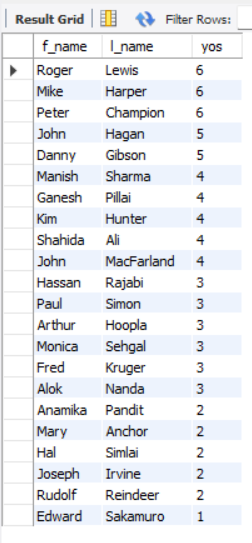 Result Grid Filter Rows:
f_name l_name yos
Roger Lewis 6
Mike Harper 6
Peter Champion 6
John Hagan 5
Danny Gibson 5
Manish Sharma 4
Ganesh Pillai 4
Kim Hunter 4
Shahida Ali 4
John MacFarland 4
Hassan Rajabi 3
Paul Simon 3
Arthur Hoopla 3
Monica Sehgal 3
Fred Kruger 3
Alok Nanda 3
Anamika Pandit 2
Mary Anchor 2
Hal Simlai 2
Joseph Irvine 2
Rudolf Reindeer 2
Edward Sakamuro 1